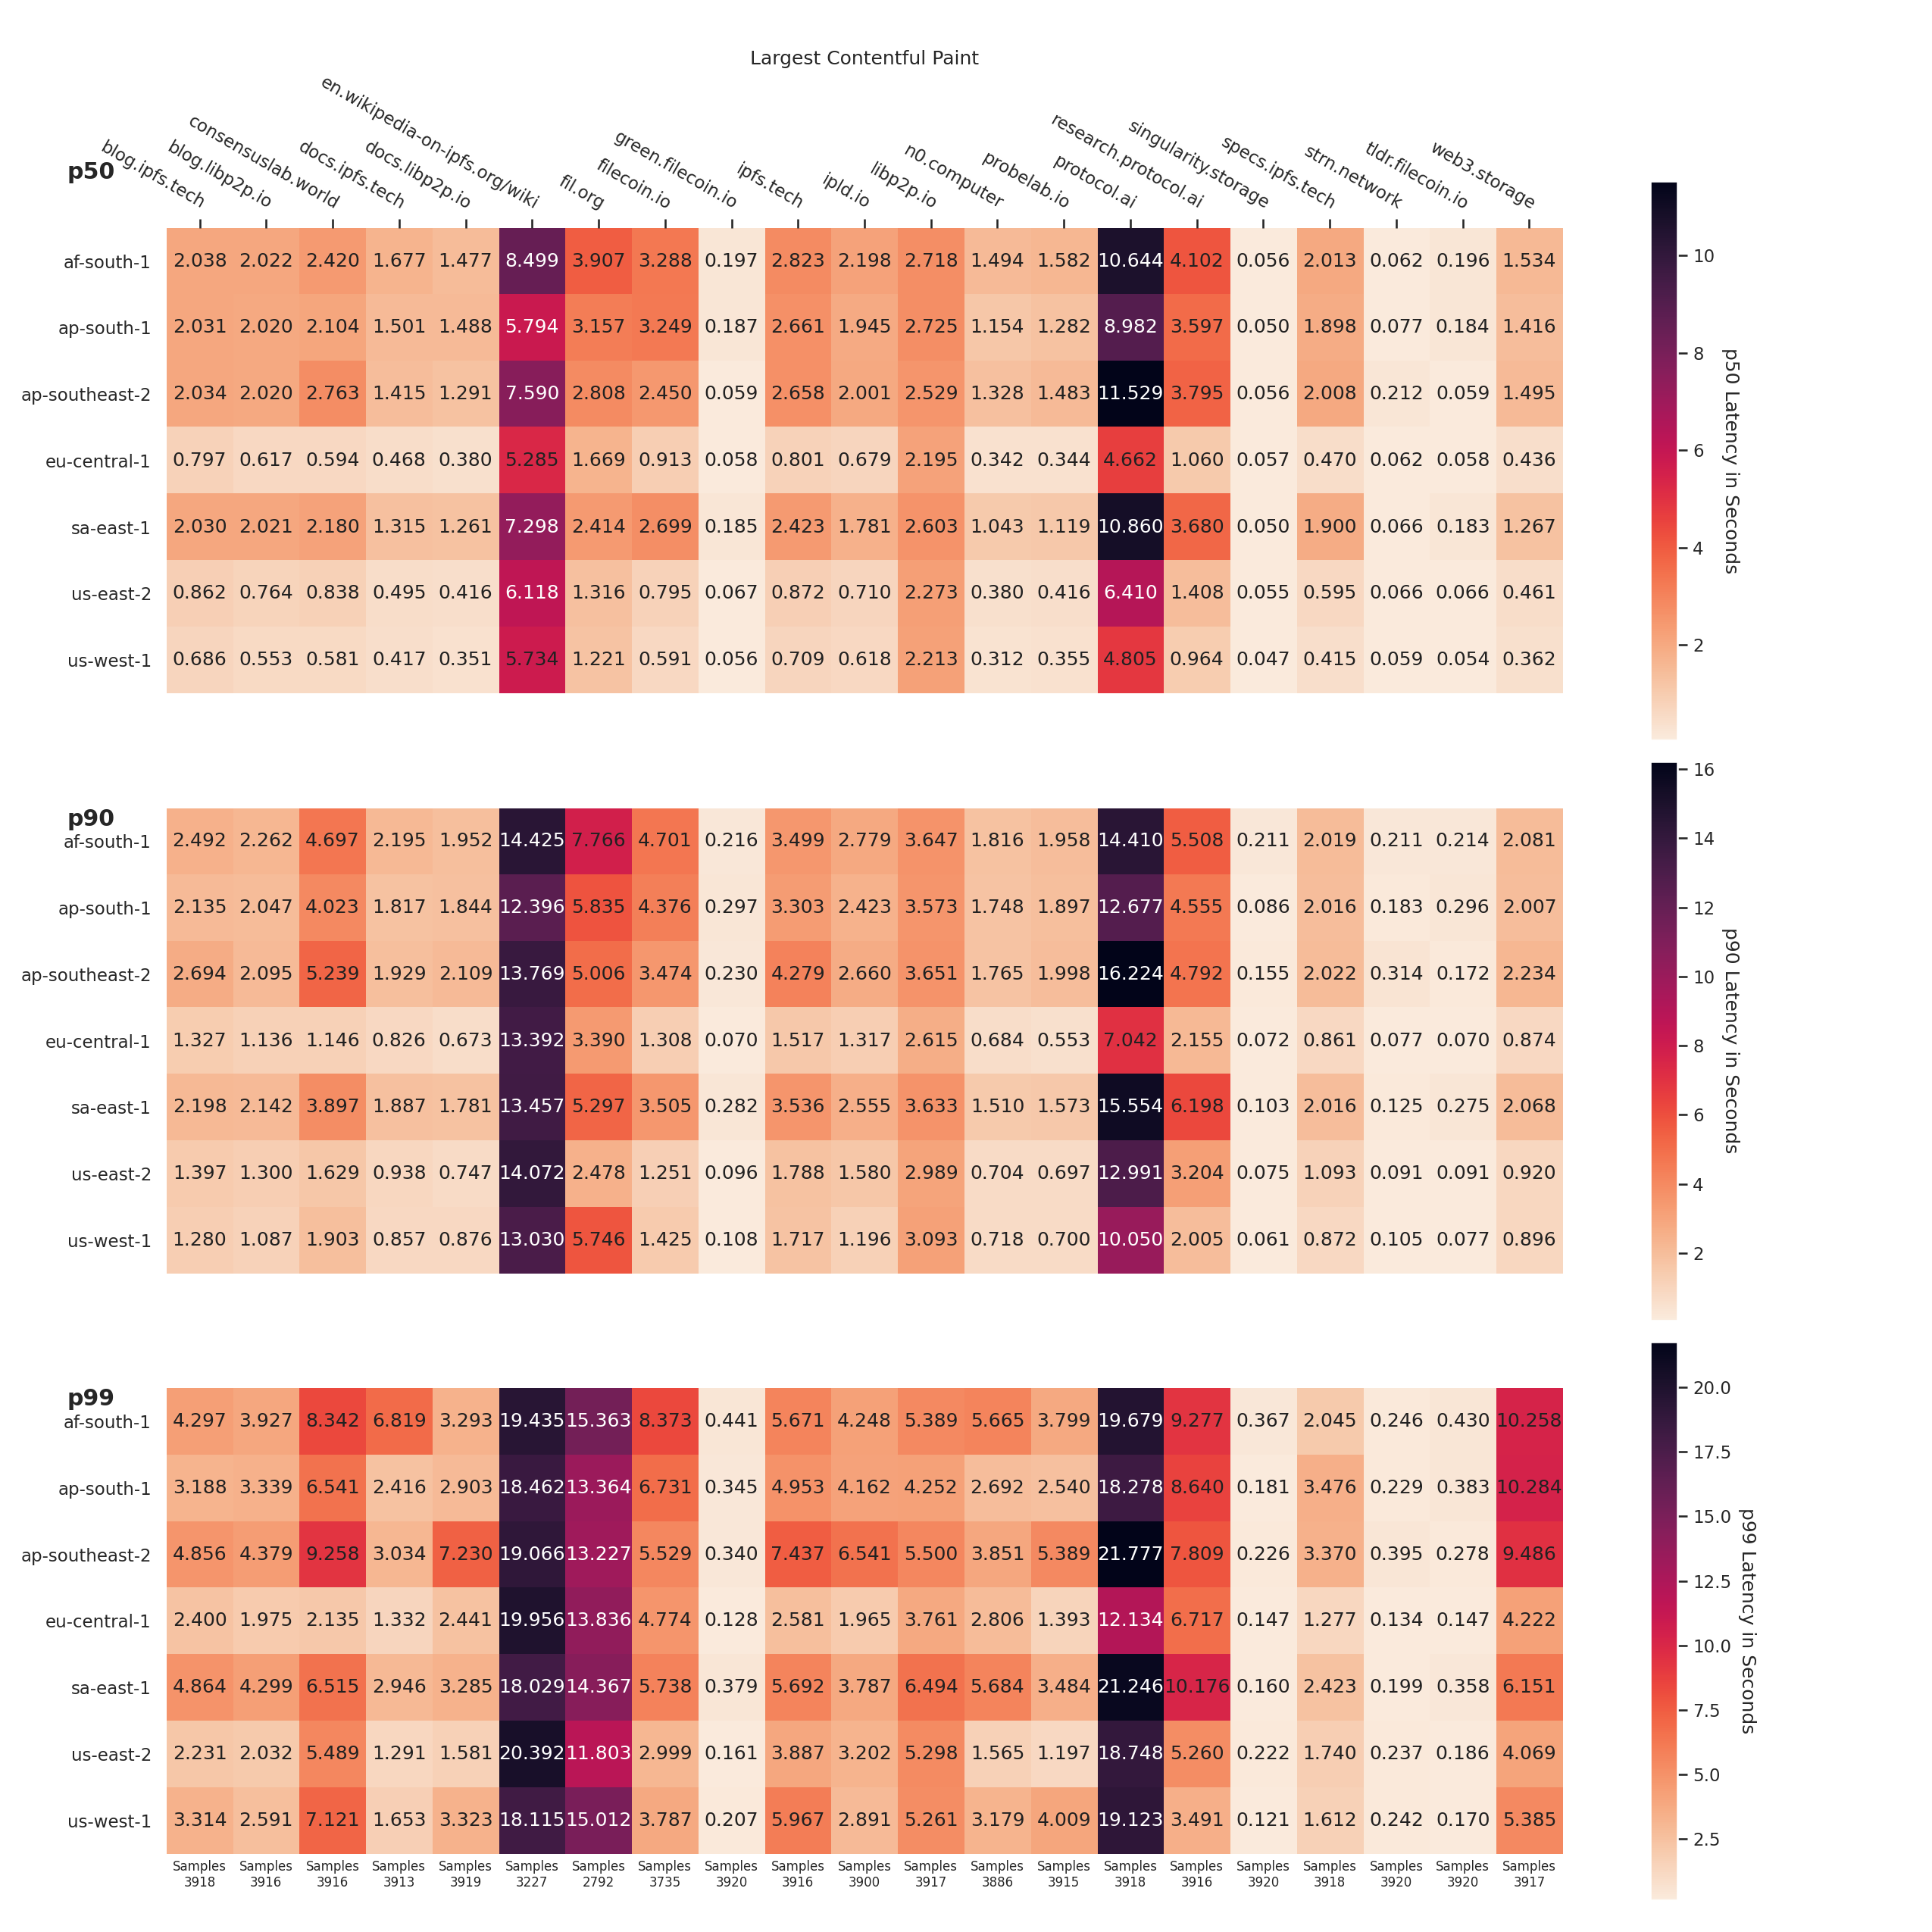 Largest Contentful Paint
p50
blog.ipfs.tech
blog.libp2p.io
consensuslab.world
docs.ipfs.tech
docs.libp2p.io
en.wikipedia-on-ipfs.org/wiki
fil.org
filecoin.io
green.filecoin.io
ipfs.tech
ipld.io
libp2p.io
n0.computer
probelab.io
protocol.ai
research.protocol.ai
singularity.storage
specs.ipfs.tech
strn.network
tldr.filecoin.io
web3.storage
af-south-1 2.038 2.022 2.420 1.677 1.477 8.499 3.907 3.288 0.197 2.823 2.198 2.718 1.494 1.582 10.644 4.102 0.056 2.013 0.062 0.196 1.534
ap-south-1 2.031 2.020 2.104 1.501 1.488 5.794 3.157 3.249 0.187 2.661 1.945 2.725 1.154 1.282 8.982 3.597 0.050 1.898 0.077 0.184 1.416
ap-southeast-2 2.034 2.020 2.763 1.415 1.291 7.590 2.808 2.450 0.059 2.658 2.001 2.529 1.328 1.483 11.529 3.795 0.056 2.008 0.212 0.059 1.495
eu-central-1 0.797 0.617 0.594 0.468 0.380 5.285 1.669 0.913 0.058 0.801 0.679 2.195 0.342 0.344 4.662 1.060 0.057 0.470 0.062 0.058 0.436
sa-east-1 2.030 2.021 2.180 1.315 1.261 7.298 2.414 2.699 0.185 2.423 1.781 2.603 1.043 1.119 10.860 3.680 0.050 1.900 0.066 0.183 1.267
us-east-2 0.862 0.764 0.838 0.495 0.416 6.118 1.316 0.795 0.067 0.872 0.710 2.273 0.380 0.416 6.410 1.408 0.055 0.595 0.066 0.066 0.461
us-west-1 0.686 0.553 0.581 0.417 0.351 5.734 1.221 0.591 0.056 0.709 0.618 2.213 0.312 0.355 4.805 0.964 0.047 0.415 0.059 0.054 0.362
10
8
6
4
2
p50 Latency in Seconds
p90
af-south-1 2.492 2.262 4.697 2.195 1.952 14.425 7.766 4.701 0.216 3.499 2.779 3.647 1.816 1.958 14.410 5.508 0.211 2.019 0.211 0.214 2.081
ap-south-1 2.135 2.047 4.023 1.817 1.844 12.396 5.835 4.376 0.297 3.303 2.423 3.573 1.748 1.897 12.677 4.555 0.086 2.016 0.183 0.296 2.007
ap-southeast-2 2.694 2.095 5.239 1.929 2.109 13.769 5.006 3.474 0.230 4.279 2.660 3.651 1.765 1.998 16.224 4.792 0.155 2.022 0.314 0.172 2.234
eu-central-1 1.327 1.136 1.146 0.826 0.673 13.392 3.390 1.308 0.070 1.517 1.317 2.615 0.684 0.553 7.042 2.155 0.072 0.861 0.077 0.070 0.874
sa-east-1 2.198 2.142 3.897 1.887 1.781 13.457 5.297 3.505 0.282 3.536 2.555 3.633 1.510 1.573 15.554 6.198 0.103 2.016 0.125 0.275 2.068
us-east-2 1.397 1.300 1.629 0.938 0.747 14.072 2.478 1.251 0.096 1.788 1.580 2.989 0.704 0.697 12.991 3.204 0.075 1.093 0.091 0.091 0.920
us-west-1 1.280 1.087 1.903 0.857 0.876 13.030 5.746 1.425 0.108 1.717 1.196 3.093 0.718 0.700 10.050 2.005 0.061 0.872 0.105 0.077 0.896
16
14
12
10
8
6
4
2
p90 Latency in Seconds
p99
af-south-1 4.297 3.927 8.342 6.819 3.293 19.435 15.363 8.373 0.441 5.671 4.248 5.389 5.665 3.799 19.679 9.277 0.367 2.045 0.246 0.430 10.258
ap-south-1 3.188 3.339 6.541 2.416 2.903 18.462 13.364 6.731 0.345 4.953 4.162 4.252 2.692 2.540 18.278 8.640 0.181 3.476 0.229 0.383 10.284
ap-southeast-2 4.856 4.379 9.258 3.034 7.230 19.066 13.227 5.529 0.340 7.437 6.541 5.500 3.851 5.389 21.777 7.809 0.226 3.370 0.395 0.278 9.486
eu-central-1 2.400 1.975 2.135 1.332 2.441 19.956 13.836 4.774 0.128 2.581 1.965 3.761 2.806 1.393 12.134 6.717 0.147 1.277 0.134 0.147 4.222
sa-east-1 4.864 4.299 6.515 2.946 3.285 18.029 14.367 5.738 0.379 5.692 3.787 6.494 5.684 3.484 21.246 10.176 0.160 2.423 0.199 0.358 6.151
us-east-2 2.231 2.032 5.489 1.291 1.581 20.392 11.803 2.999 0.161 3.887 3.202 5.298 1.565 1.197 18.748 5.260 0.222 1.740 0.237 0.186 4.069
us-west-1 3.314 2.591 7.121 1.653 3.323 18.115 15.012 3.787 0.207 5.967 2.891 5.261 3.179 4.009 19.123 3.491 0.121 1.612 0.242 0.170 5.385
Samples Samples Samples Samples Samples Samples Samples Samples Samples Samples Samples Samples Samples Samples Samples Samples Samples Samples Samples Samples Samples
3918 3916 3916 3913 3919 3227 2792 3735 3920 3916 3900 3917 3886 3915 3918 3916 3920 3918 3920 3920 3917
20.0
17.5
15.0
12.5
10.0
7.5
5.0
2.5
p99 Latency in Seconds